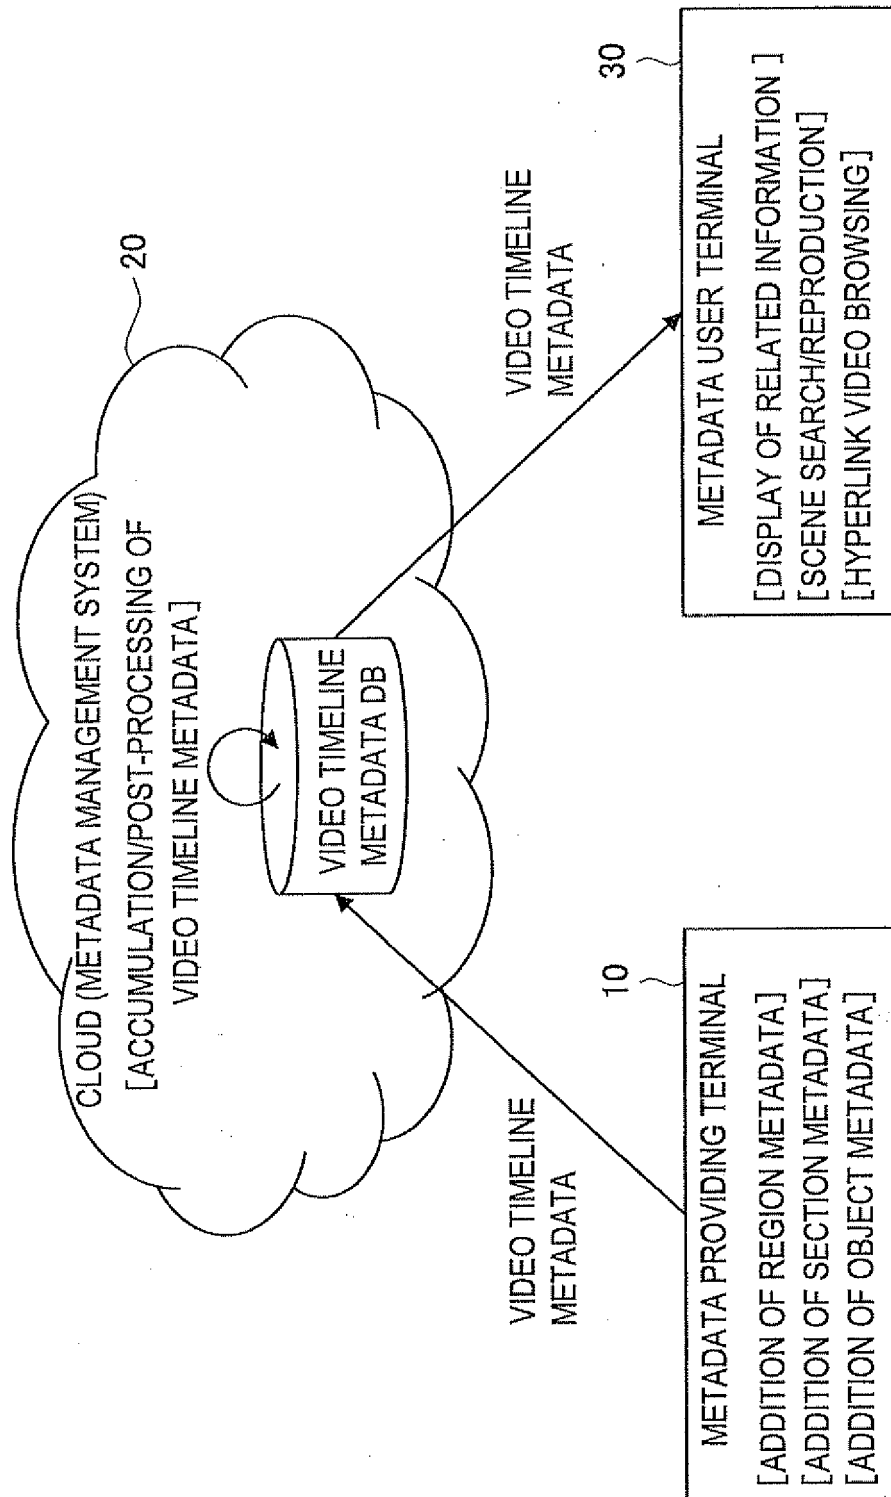 CLOUD (METADATA MANAGEMENT SYSTEM)
[ACCUMULATION/POST-PROCESSING OF
VIDEO TIMELINE METADATA]
20
VIDEO TIMELINE
METADATA DB
VIDEO TIMELINE
METADATA
VIDEO TIMELINE
METADATA
10
METADATA PROVIDING TERMINAL
[ADDITION OF REGION METADATA]
[ADDITION OF SECTION METADATA]
[ADDITION OF OBJECT METADATA]
30
METADATA USER TERMINAL
[DISPLAY OF RELATED INFORMATION ]
[SCENE SEARCH/REPRODUCTION]
[HYPERLINK VIDEO BROWSING]